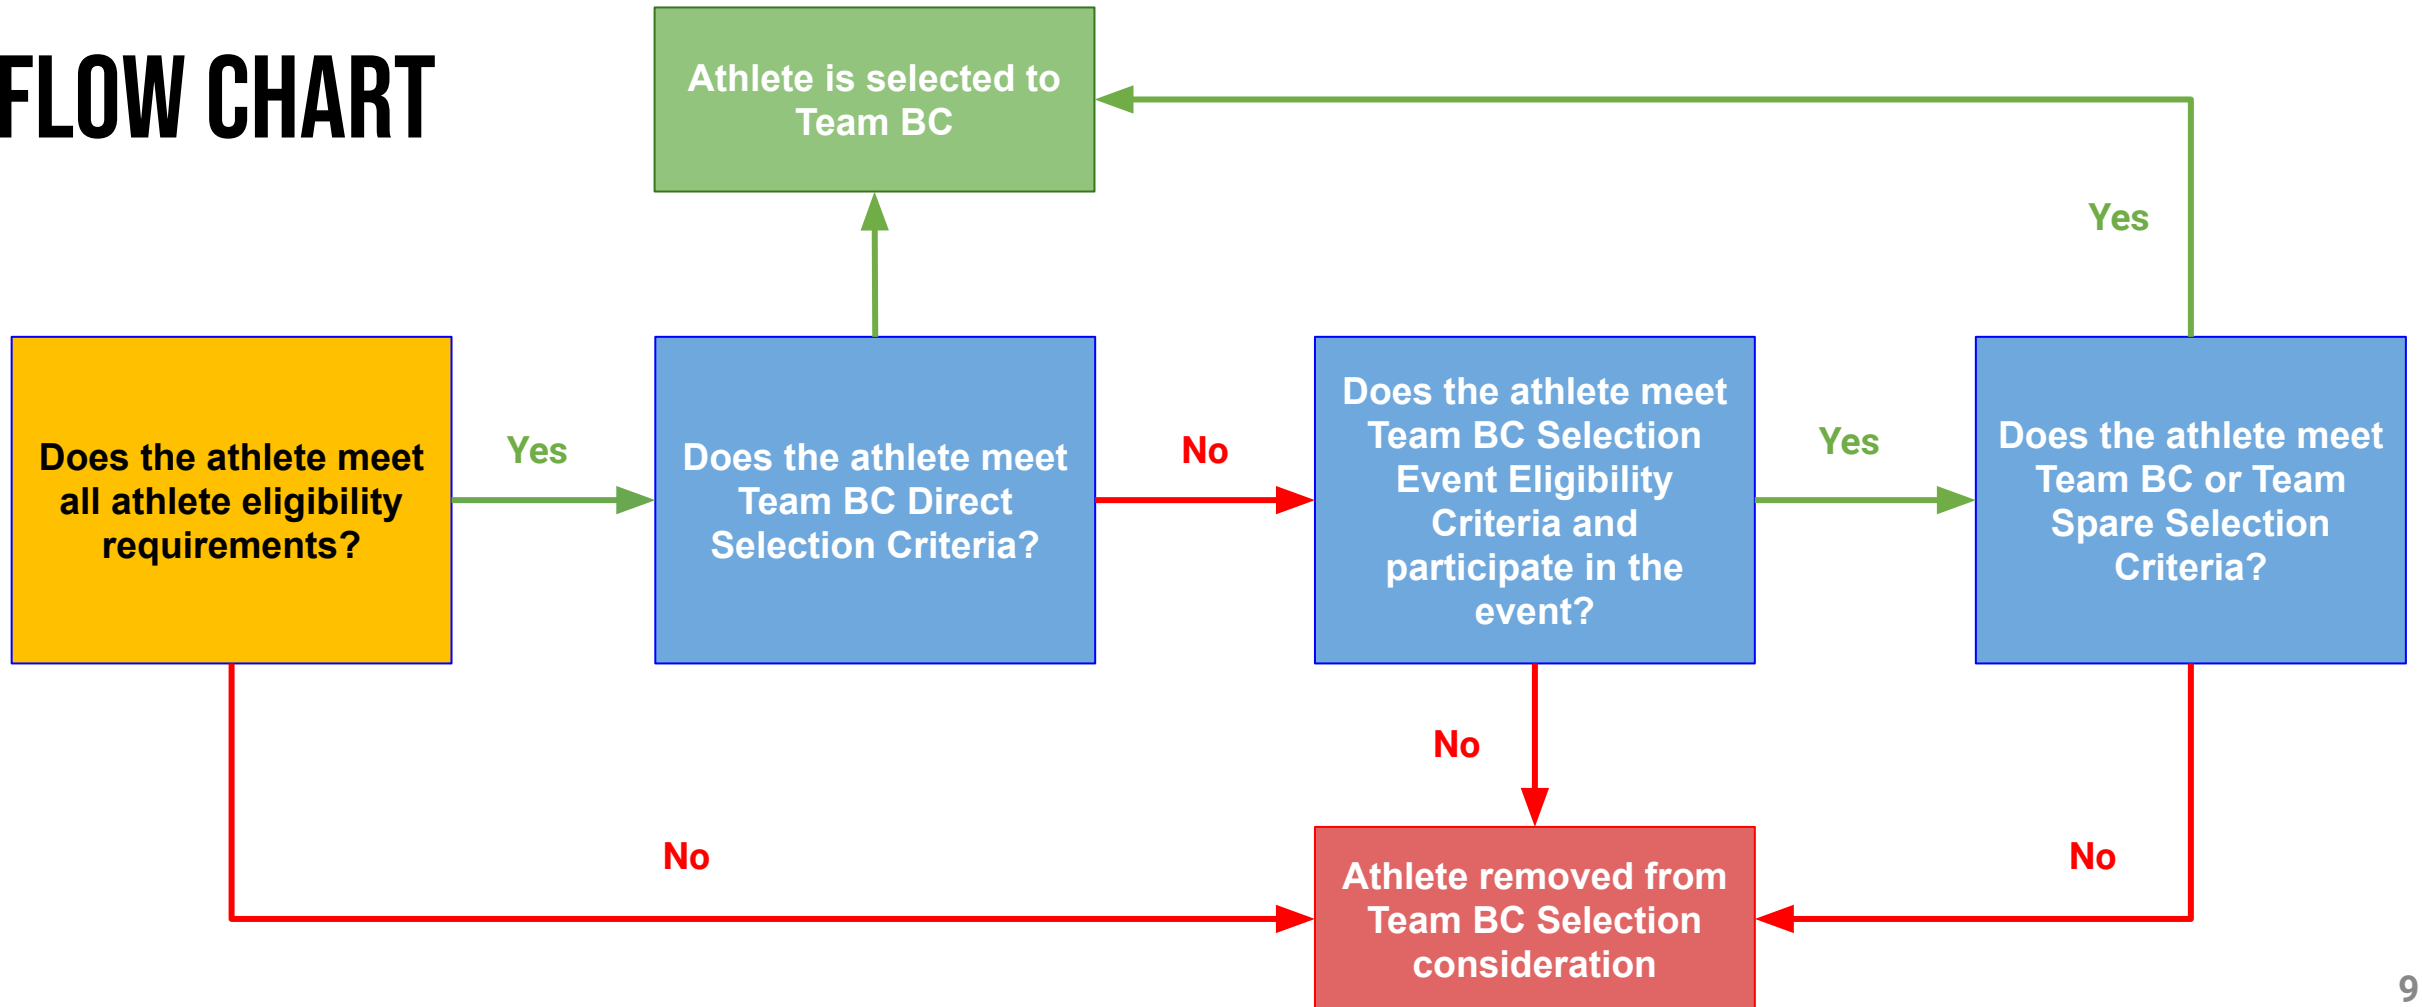 FLOW CHART
Athlete is selected to
Team BC
Yes
Does the athlete meet
all athlete eligibility
requirements?
Yes
Does the athlete meet
Team BC Direct
Selection Criteria?
No
Does the athlete meet
Team BC Selection
Event Eligibility
Criteria and
participate in the
event?
Yes
Does the athlete meet
Team BC or Team
Spare Selection
Criteria?
No
No
No
Athlete removed from
Team BC Selection
consideration
9